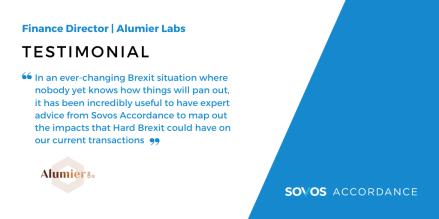 Finance Director | Alumier Labs
TESTIMONIAL
“ In an ever-changing Brexit situation where
nobody yet knows how things will pan out,
it has been incredibly useful to have expert
advice from Sovos Accordance to map out
the impacts that Hard Brexit could have on
our current transactions ”
Alumier
SOVOS ACCORDANCE